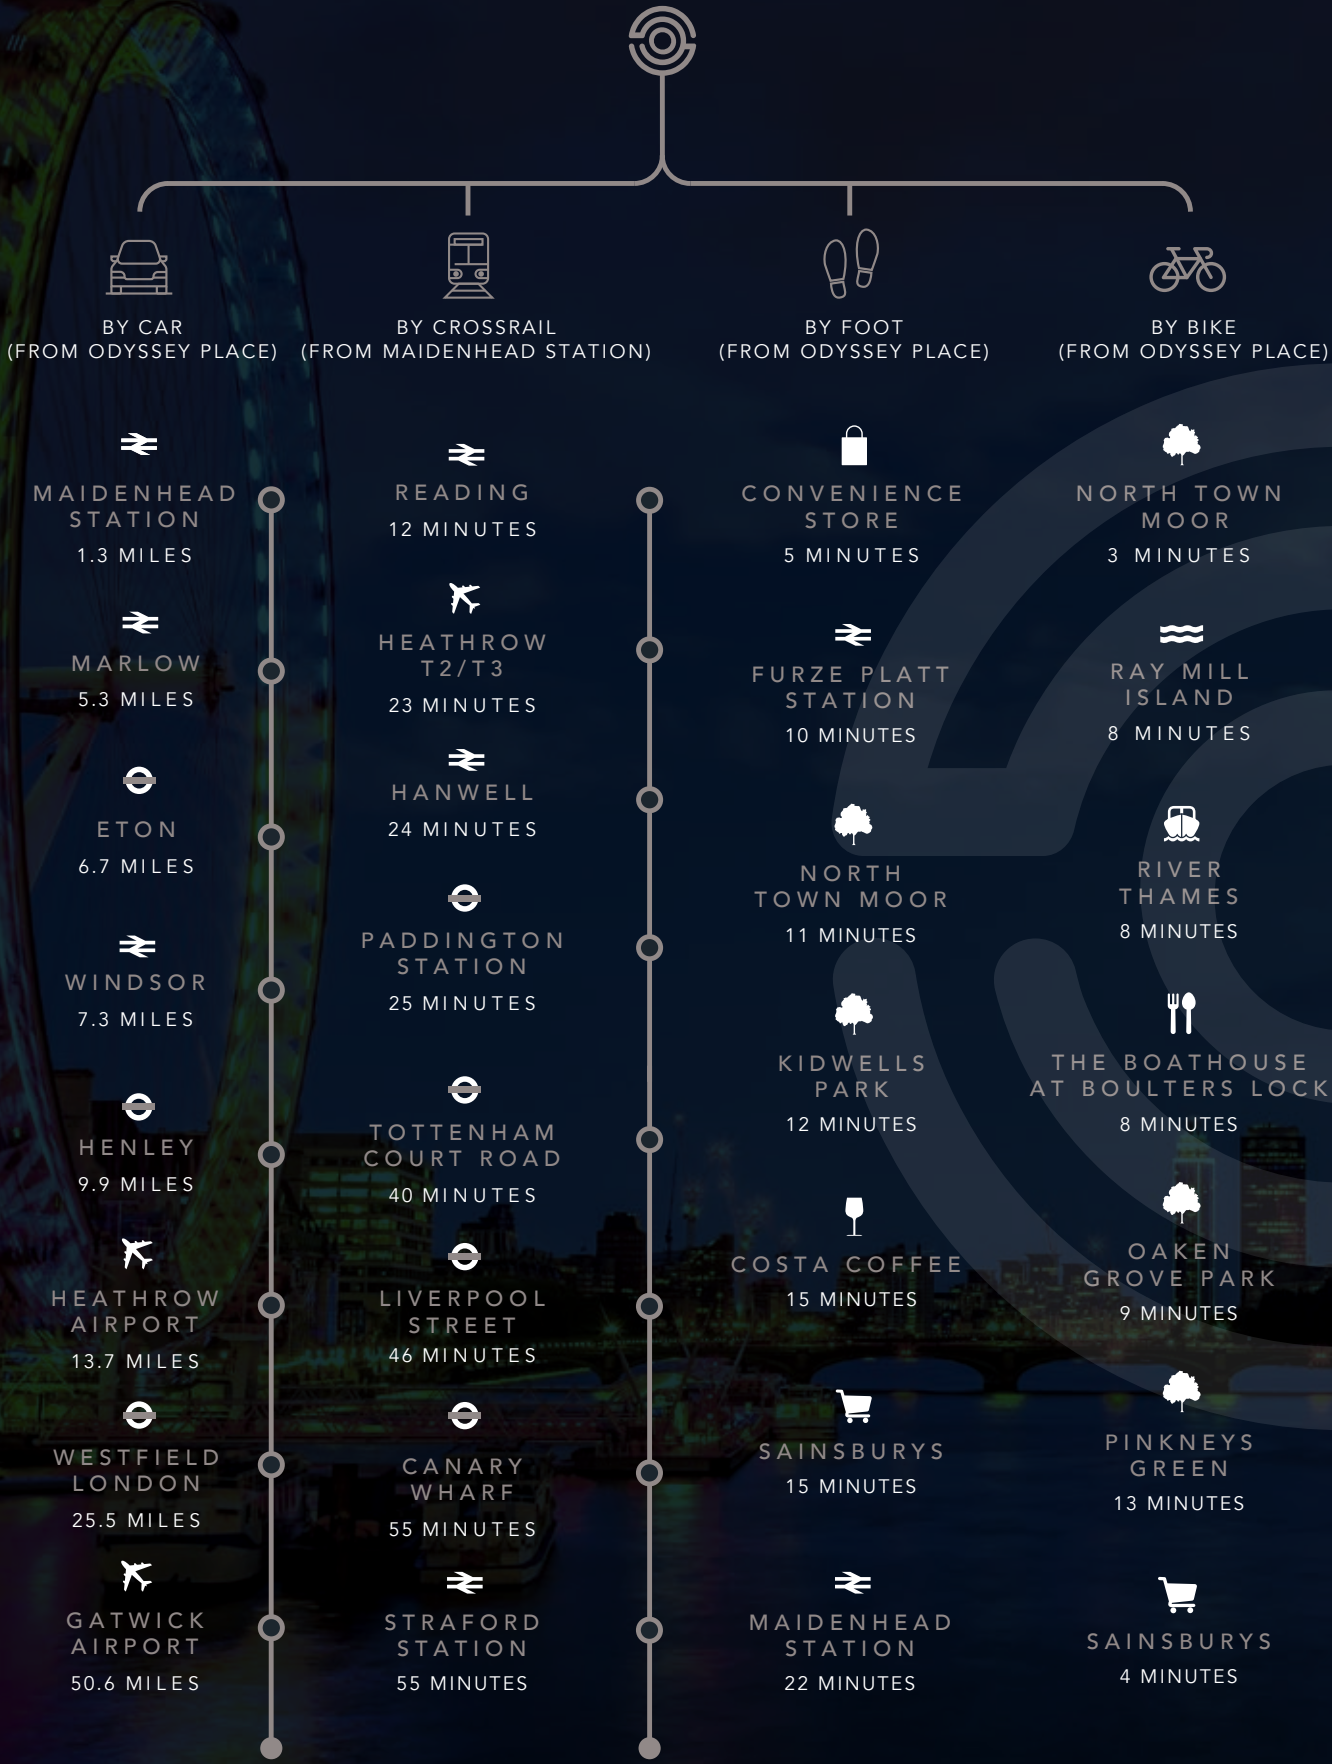 BY CAR
(FROM ODYSSEY PLACE)
MAIDENHEAD
STATION
1.3 MILES
MARLOW
5.3 MILES
ETON
6.7 MILES
WINDSOR
7.3 MILES
HENLEY
9.9 MILES
HEATHROW
AIRPORT
13.7 MILES
WESTFIELD
LONDON
25.5 MILES
GATWICK
AIRPORT
50.6 MILES
BY CROSSRAIL
(FROM MAIDENHEAD STATION)
READING
12 MINUTES
HEATHROW
T2/T3
23 MINUTES
HANWELL
24 MINUTES
PADDINGTON
STATION
25 MINUTES
TOTTENHAM
COURT ROAD
40 MINUTES
LIVERPOOL
STREET
46 MINUTES
CANARY
WHARF
55 MINUTES
STRAFORD
STATION
55 MINUTES
BY FOOT
(FROM ODYSSEY PLACE)
CONVENIENCE
STORE
5 MINUTES
FURZE PLATT
STATION
10 MINUTES
NORTH
TOWN MOOR
11 MINUTES
KIDWELLS
PARK
12 MINUTES
COSTA COFFEE
15 MINUTES
SAINSBURYS
15 MINUTES
MAIDENHEAD
STATION
22 MINUTES
BY BIKE
(FROM ODYSSEY PLACE)
NORTH TOWN
MOOR
3 MINUTES
RAY MILL
ISLAND
8 MINUTES
RIVER
THAMES
8 MINUTES
THE BOATHOUSE
AT BOULTERS LOCK
8 MINUTES
OAKEN
GROVE PARK
9 MINUTES
PINKNEYS
GREEN
13 MINUTES
SAINSBURYS
4 MINUTES